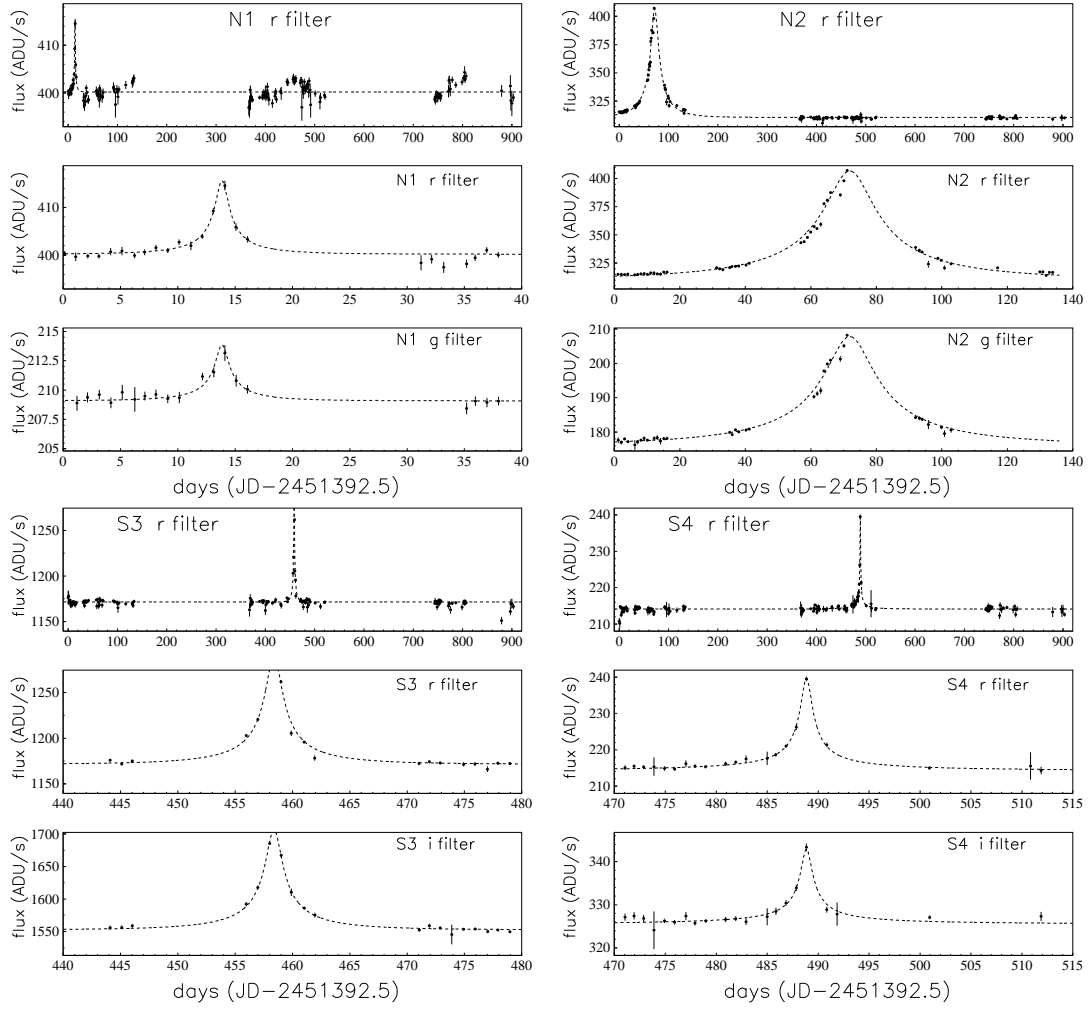 N1 r filter
flux (ADU/s)
410
400
0 100 200 300 400 500 600 700 800 900
N2 r filter
flux (ADU/s)
400
375
350
325
0 100 200 300 400 500 600 700 800 900
N1 r filter
flux (ADU/s)
410
400
0 5 10 15 20 25 30 35 40
N2 r filter
flux (ADU/s)
400
375
350
325
0 20 40 60 80 100 120 140
N1 g filter
flux (ADU/s)
215
212.5
210
207.5
205
0 5 10 15 20 25 30 35 40
days (JD-2451392.5)
N2 g filter
flux (ADU/s)
210
200
190
180
0 20 40 60 80 100 120 140
days (JD-2451392.5)
S3 r filter
flux (ADU/s)
1250
1200
1150
0 100 200 300 400 500 600 700 800 900
S4 r filter
flux (ADU/s)
240
230
220
210
0 100 200 300 400 500 600 700 800 900
S3 r filter
flux (ADU/s)
1250
1200
1150
440 445 450 455 460 465 470 475 480
S4 r filter
flux (ADU/s)
240
230
220
210
470 475 480 485 490 495 500 505 510 515
S3 i filter
flux (ADU/s)
1700
1650
1600
1550
440 445 450 455 460 465 470 475 480
days (JD-2451392.5)
S4 i filter
flux (ADU/s)
340
330
320
470 475 480 485 490 495 500 505 510 515
days (JD-2451392.5)